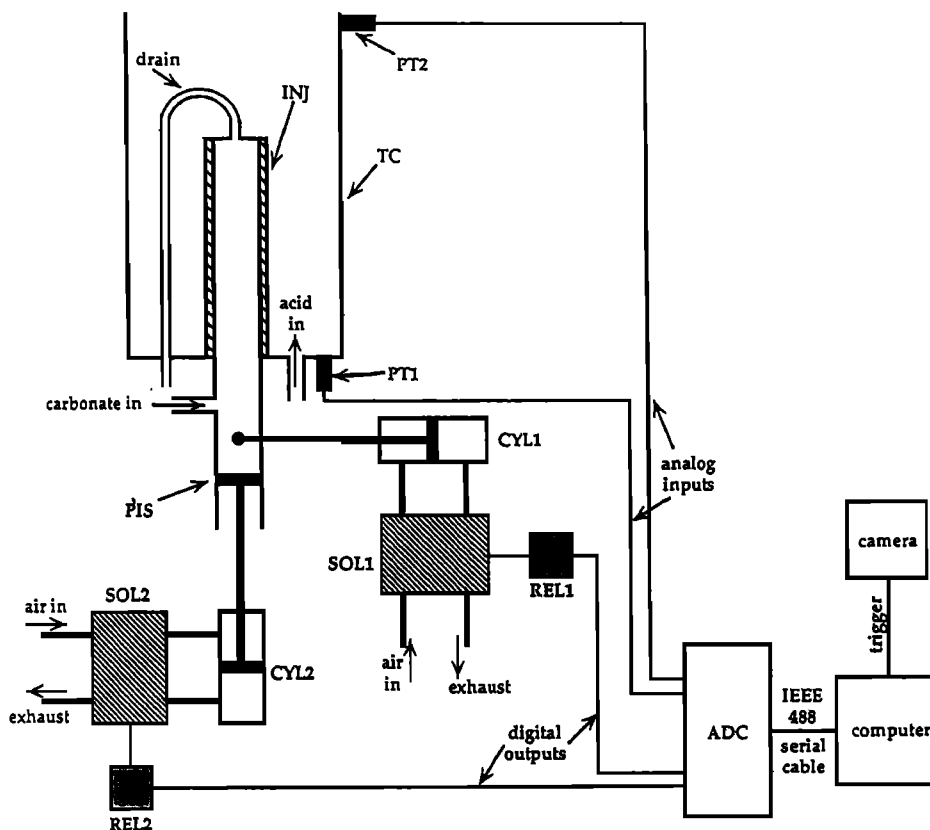 drain
INJ
PT2
TC
acid
in
PT1
carbonate in
CYL1
PIS
analog
inputs
SOL1
REL1
camera
SOL2
air in
trigger
CYL2
air
in
exhaust
exhaust
digital
outputs
ADC
IEEE
488
serial
cable
computer
REL2